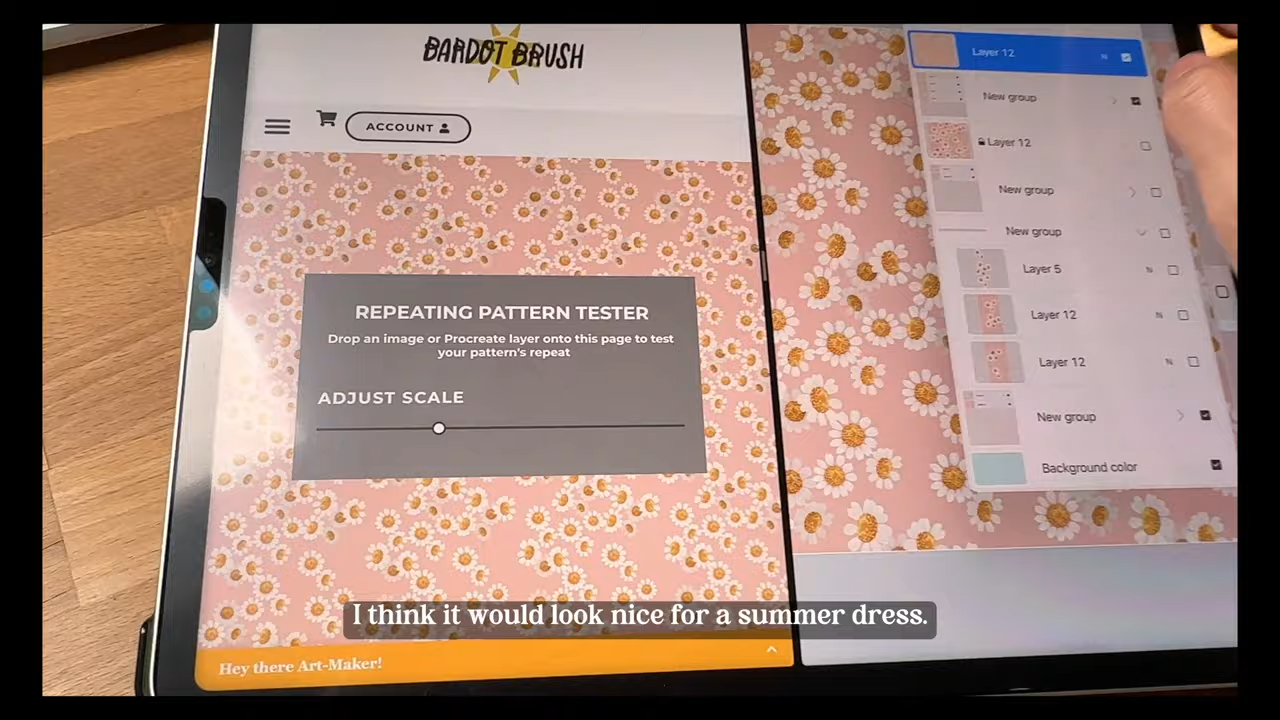 BARDOT BRUSH
ACCOUNT
REPEATING PATTERN TESTER
Drop an image or Procreate layer onto this page to test
your pattern's repeat
ADJUST SCALE
Hey there Art-Maker!
Layer 12
N
New group
Layer 12
New group
New group
Layer 5
N
Layer 12
N
Layer 12
N
New group
Background color
I think it would look nice for a summer dress.